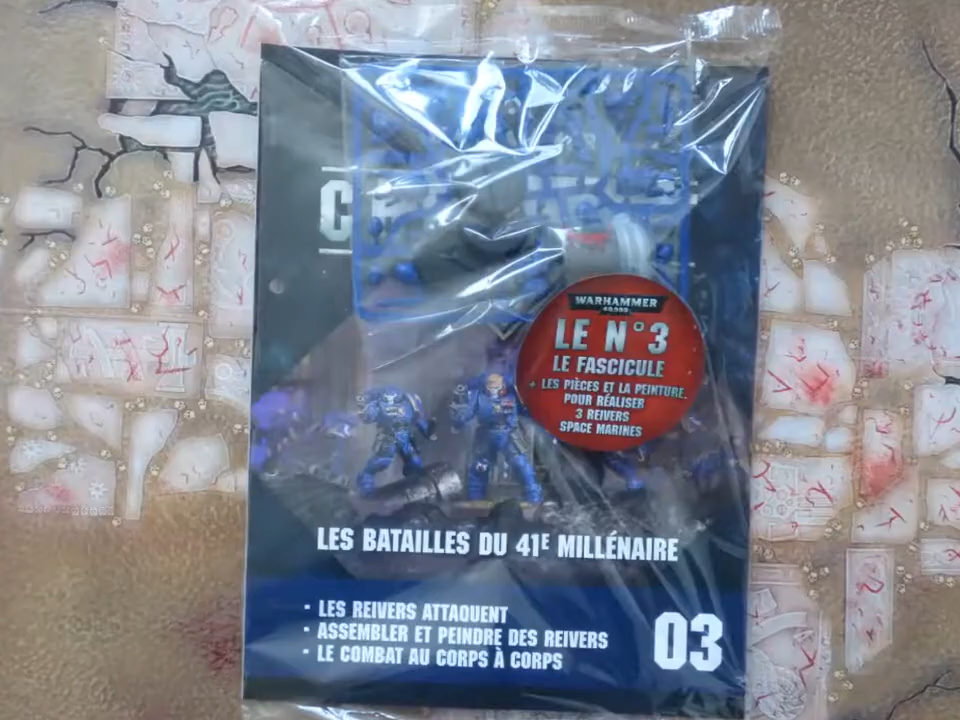 WARHAMMER
40,000
LE N° 3
LE FASCICULE
+ LES PIÈCES ET LA PEINTURE.
POUR RÉALISER
3 REIVERS
SPACE MARINES
LES BATAILLES DU 41E MILLÉNAIRE
• LES REIVERS ATTAQUENT
• ASSEMBLER ET PEINDRE DES REIVERS
• LE COMBAT AU CORPS À CORPS
03